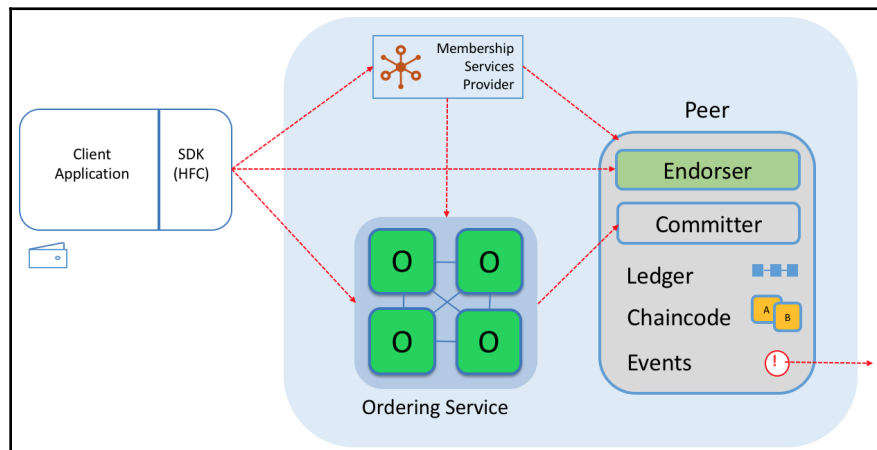 Membership
Services
Provider
Client
Application
SDK
(HFC)
Peer
Endorser
Committer
Ledger
Chaincode
A
B
Events
!
O
O
O
O
Ordering Service